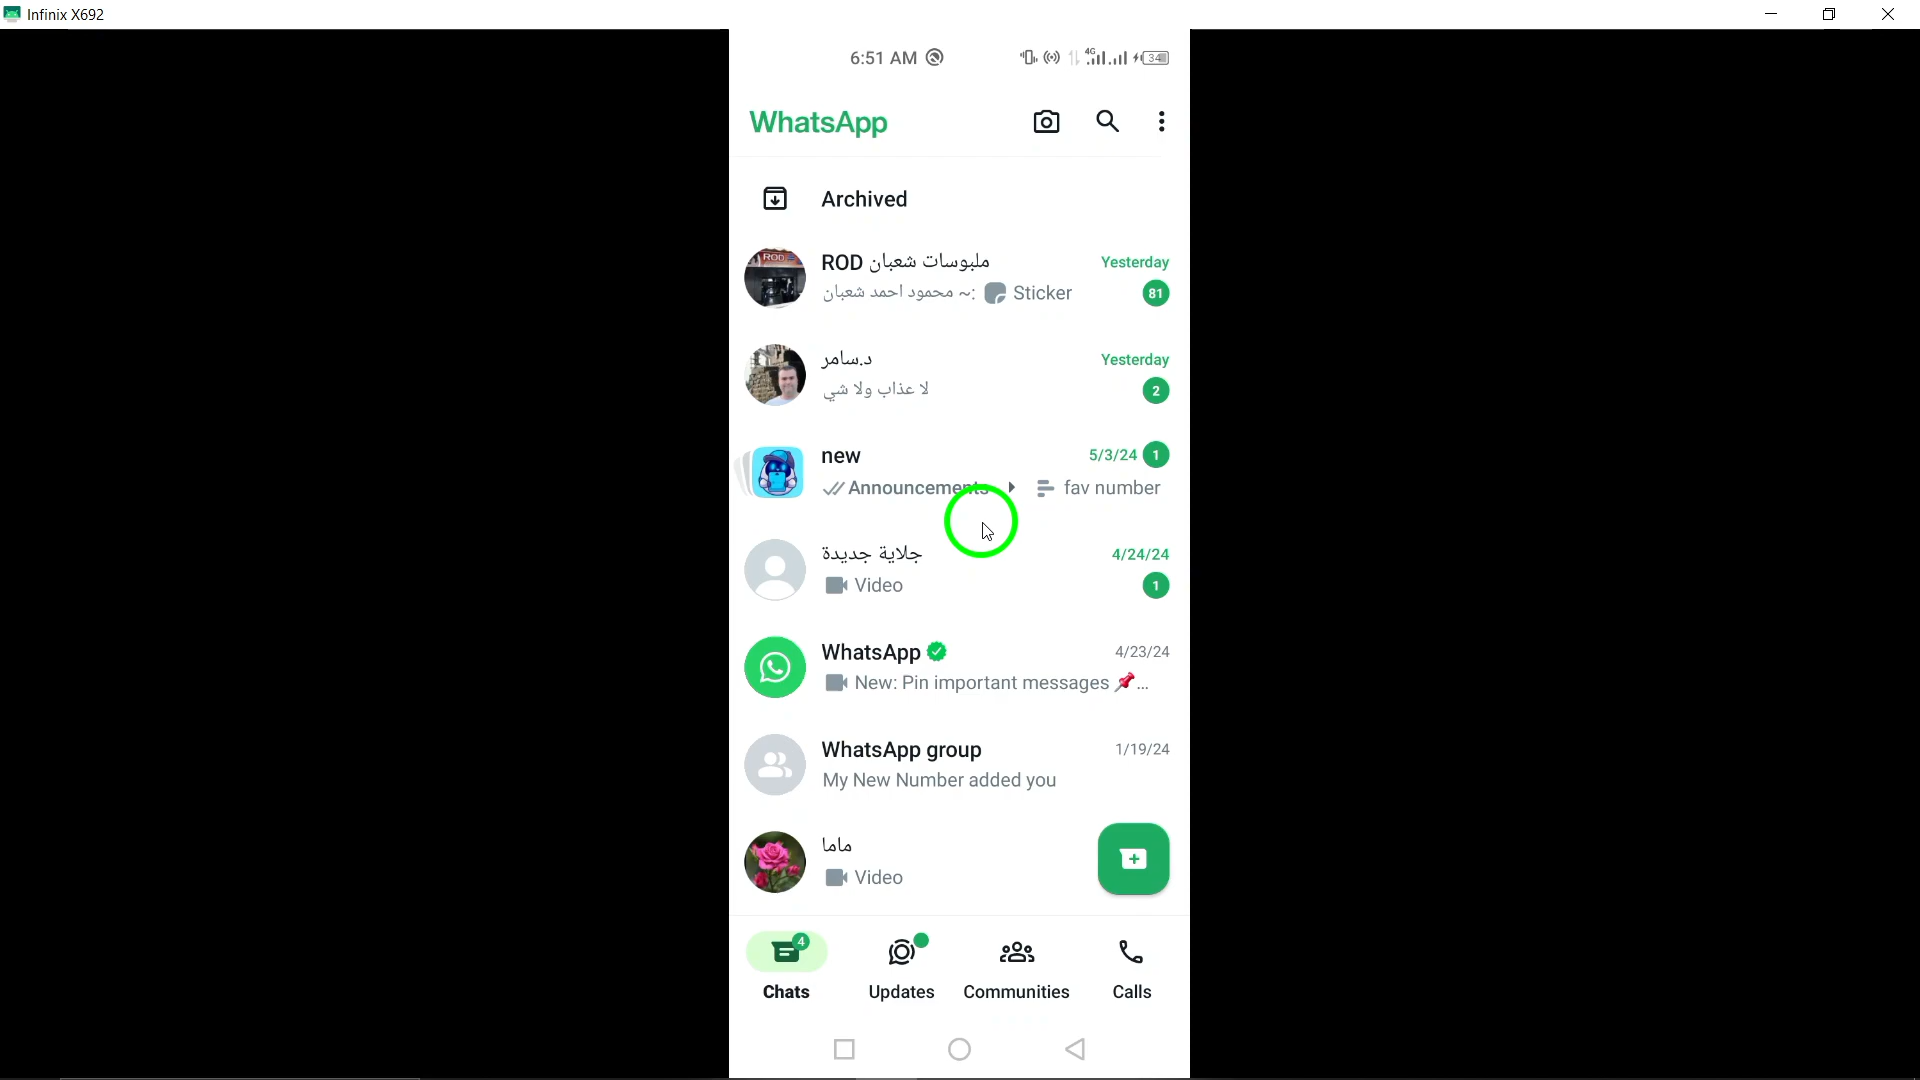 Infinix X692
6:51 AM
4G
34
WhatsApp
Archived
ROD ملبوسات شعبان
Yesterday
~ محمود احمد شعبان: Sticker
81
د.سامر
Yesterday
لا عذاب ولا شي
2
new
5/3/24 1
Announcements fav number
جلاية جديدة
4/24/24
Video
1
WhatsApp
4/23/24
New: Pin important messages 📌...
WhatsApp group
1/19/24
My New Number added you
ماما
Video
4
Chats
Updates
Communities
Calls